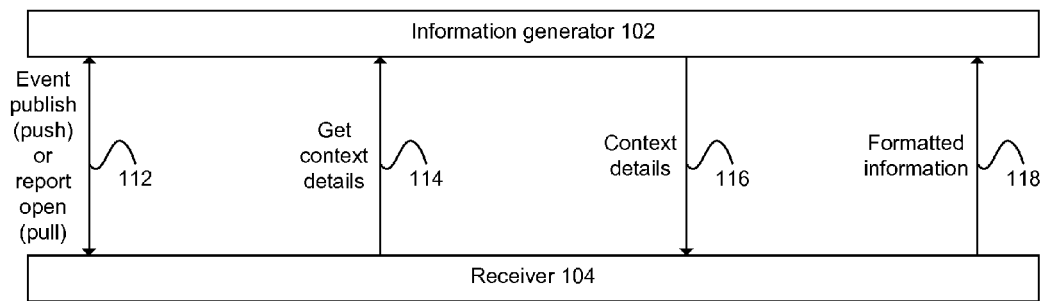 Information generator 102
Event
publish
(push)
or
report
open
(pull)
112
Get
context
details
114
Context
details
116
Formatted
information
118
Receiver 104